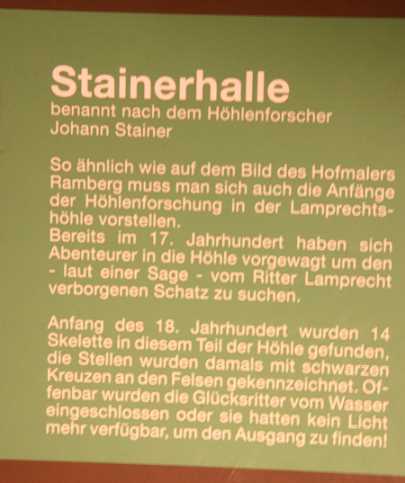 Stainerhalle
benannt nach dem Höhlenforscher
Johann Stainer
So ähnlich wie auf dem Bild des Hofmalers
Ramberg muss man sich auch die Anfänge
der Höhlenforschung in der Lamprechts-
höhle vorstellen.
Bereits im 17. Jahrhundert haben sich
Abenteurer in die Höhle vorgewagt um den
- laut einer Sage - vom Ritter Lamprecht
verborgenen Schatz zu suchen.
Anfang des 18. Jahrhundert wurden 14
Skelette in diesem Teil der Höhle gefunden,
die Stellen wurden damals mit schwarzen
Kreuzen an den Felsen gekennzeichnet. Of-
fenbar wurden die Glücksritter vom Wasser
eingeschlossen oder sie hatten kein Licht
mehr verfügbar, um den Ausgang zu finden!